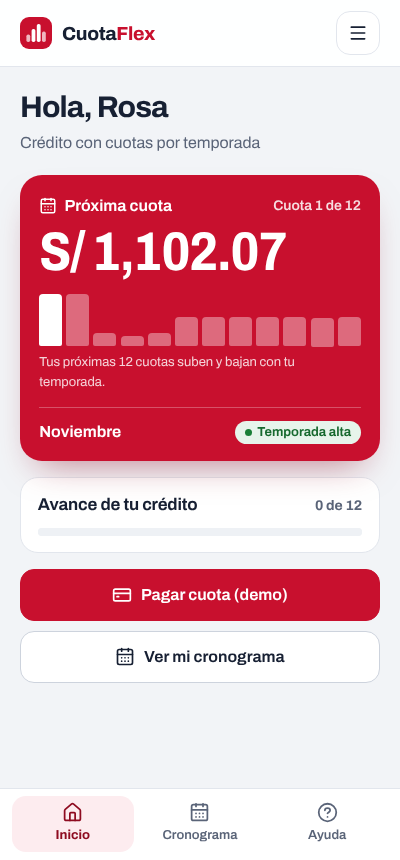 CuotaFlex
Hola, Rosa
Crédito con cuotas por temporada
Próxima cuota
Cuota 1 de 12
S/ 1,102.07
Tus próximas 12 cuotas suben y bajan con tu
temporada.
Noviembre
Temporada alta
Avance de tu crédito
0 de 12
Pagar cuota (demo)
Ver mi cronograma
Inicio
Cronograma
Ayuda